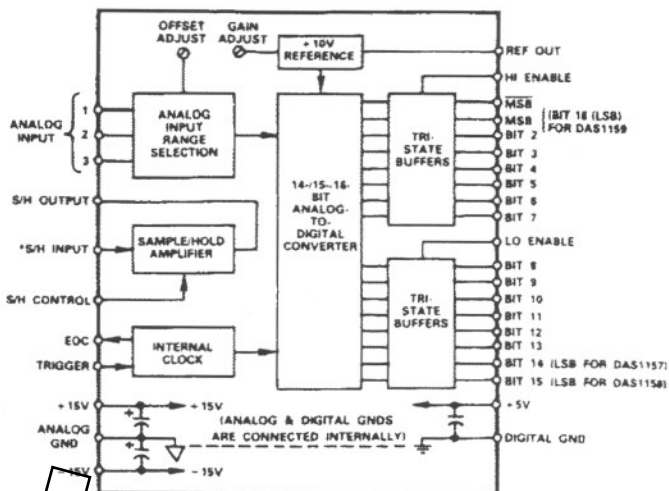 OFFSET ADJUST
GAIN ADJUST
+10V REFERENCE
REF OUT
HI ENABLE
ANALOG INPUT
1
2
3
ANALOG INPUT RANGE SELECTION
14-/15-/16-BIT ANALOG-TO-DIGITAL CONVERTER
TRI-STATE BUFFERS
MSB
MSB
(BIT 16 (LSB) FOR DAS1159
BIT 2
BIT 3
BIT 4
BIT 5
BIT 6
BIT 7
S/H OUTPUT
*S/H INPUT
SAMPLE/HOLD AMPLIFIER
S/H CONTROL
LO ENABLE
TRI-STATE BUFFERS
BIT 8
BIT 9
BIT 10
BIT 11
BIT 12
BIT 13
BIT 14 (LSB FOR DAS1157)
BIT 15 (LSB FOR DAS1158)
EOC
TRIGGER
INTERNAL CLOCK
+15V
+15V
+5V
ANALOG GND
(ANALOG & DIGITAL GNDS ARE CONNECTED INTERNALLY)
DIGITAL GND
-15V
-15V